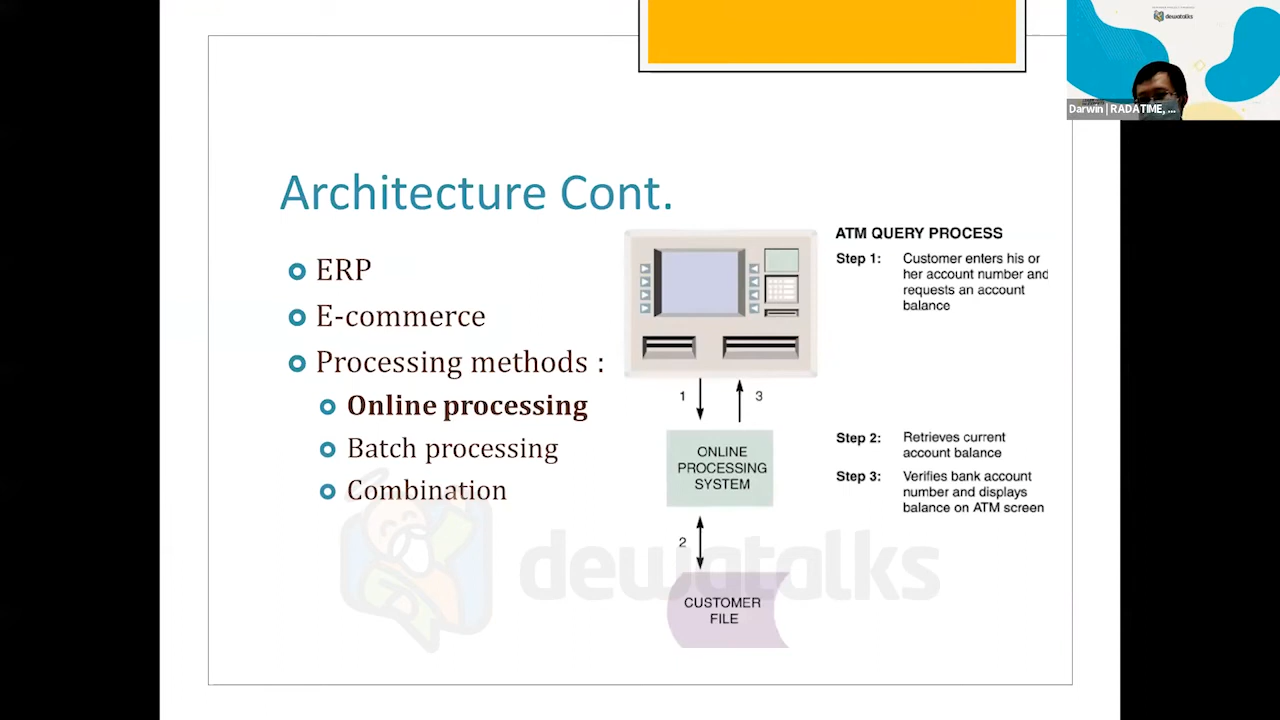 dewatalks
Darwin | RADATIME, ...
Architecture Cont.
ERP
E-commerce
Processing methods :
Online processing
Batch processing
Combination
ATM QUERY PROCESS
Step 1: Customer enters his or
her account number and
requests an account
balance
1
3
ONLINE
PROCESSING
SYSTEM
Step 2: Retrieves current
account balance
Step 3: Verifies bank account
number and displays
balance on ATM screen
2
CUSTOMER
FILE
dewatalks